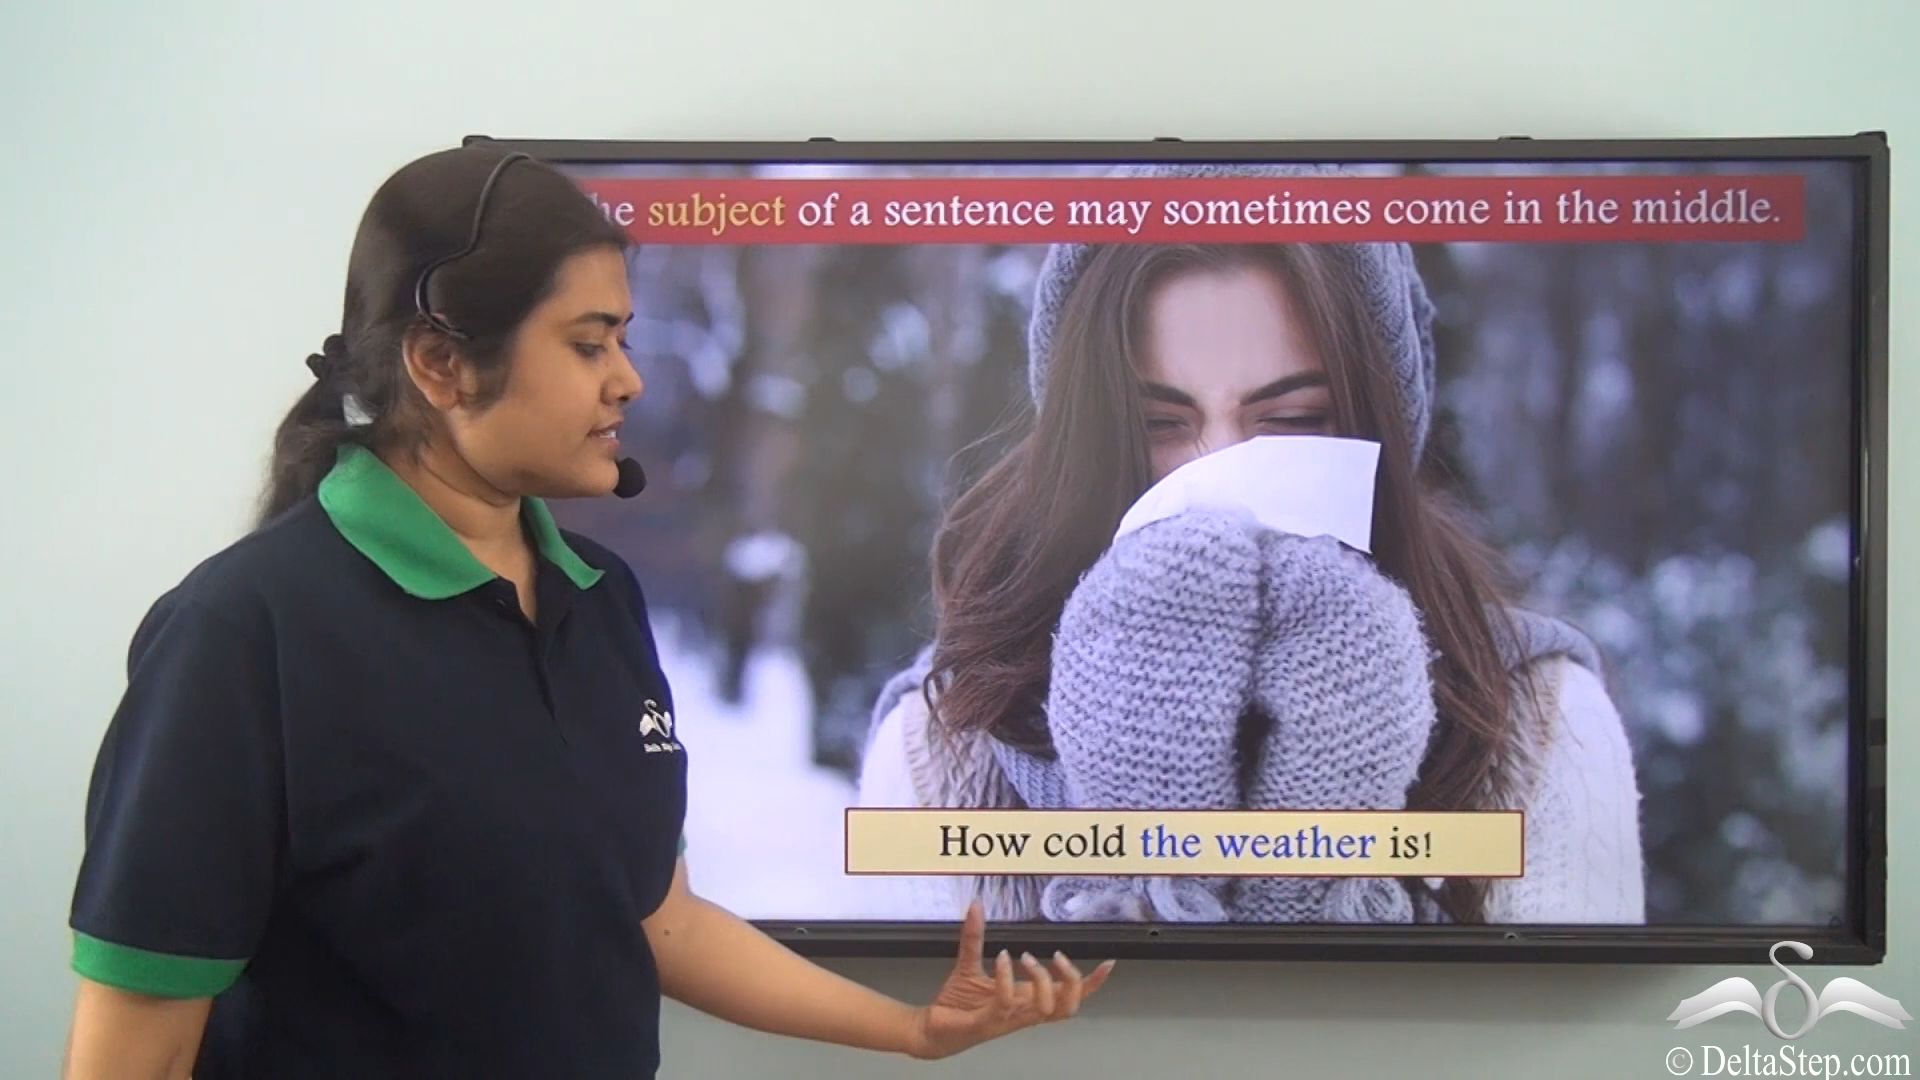 he subject of a sentence may sometimes come in the middle.
How cold the weather is!
© DeltaStep.com